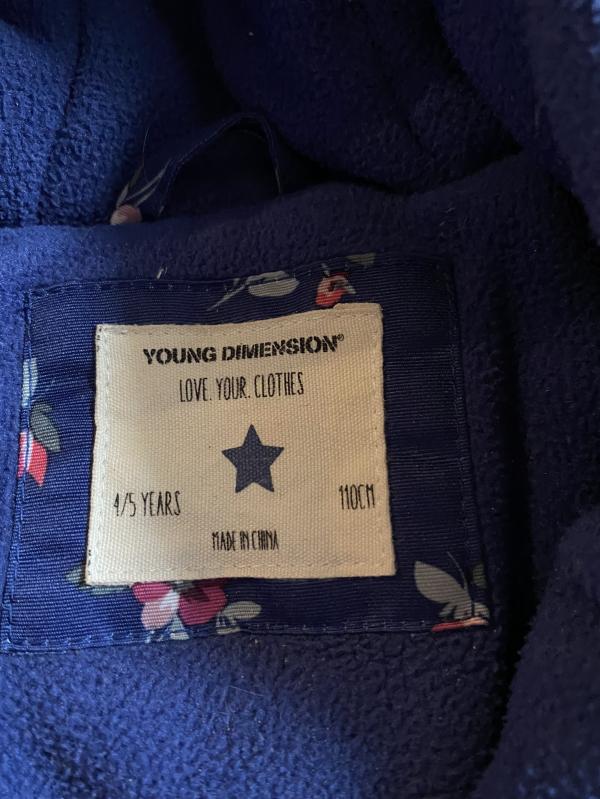 YOUNG DIMENSION®
LOVE. YOUR. CLOTHES
4/5 YEARS 110CM
MADE IN CHINA